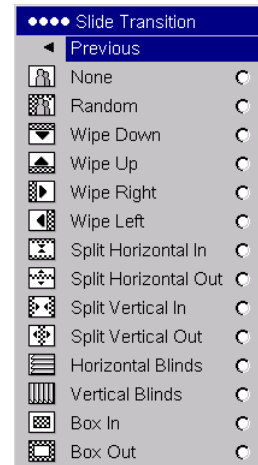 Slide Transition
Previous
None
Random
Wipe Down
Wipe Up
Wipe Right
Wipe Left
Split Horizontal In
Split Horizontal Out
Split Vertical In
Split Vertical Out
Horizontal Blinds
Vertical Blinds
Box In
Box Out